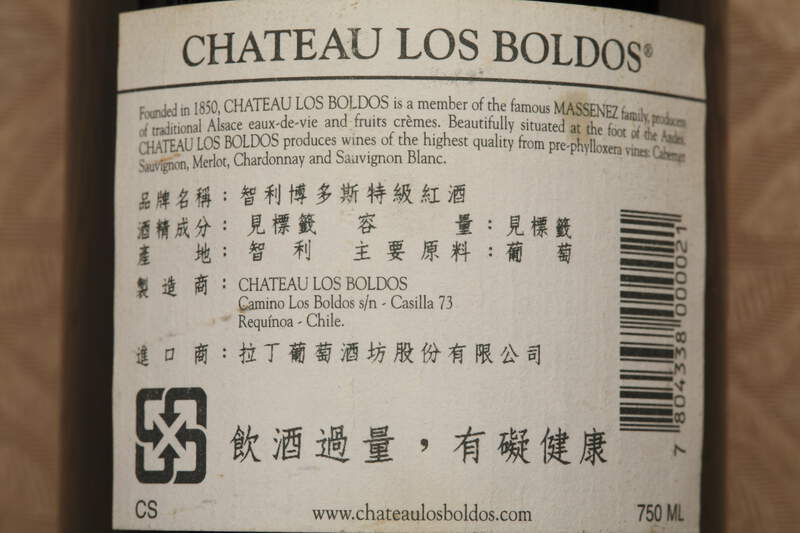 CHATEAU LOS BOLDOS®
Founded in 1850, CHATEAU LOS BOLDOS is a member of the famous MASSENEZ family, producers
of traditional Alsace eaux-de-vie and fruits crèmes. Beautifully situated at the foot of the Andes,
CHATEAU LOS BOLDOS produces wines of the highest quality from pre-phylloxera vines: Cabernet
Sauvignon, Merlot, Chardonnay and Sauvignon Blanc.
品牌名稱：智利博多斯特級紅酒
酒精成分：見標籤 容量：見標籤
產地：智利 主要原料：葡萄
製造商：CHATEAU LOS BOLDOS
Camino Los Boldos s/n - Casilla 73
Requínoa - Chile.
進口商：拉丁葡萄酒坊股份有限公司
飲酒過量，有礙健康
CS www.chateaulosboldos.com 750 ML
7 804338 000021